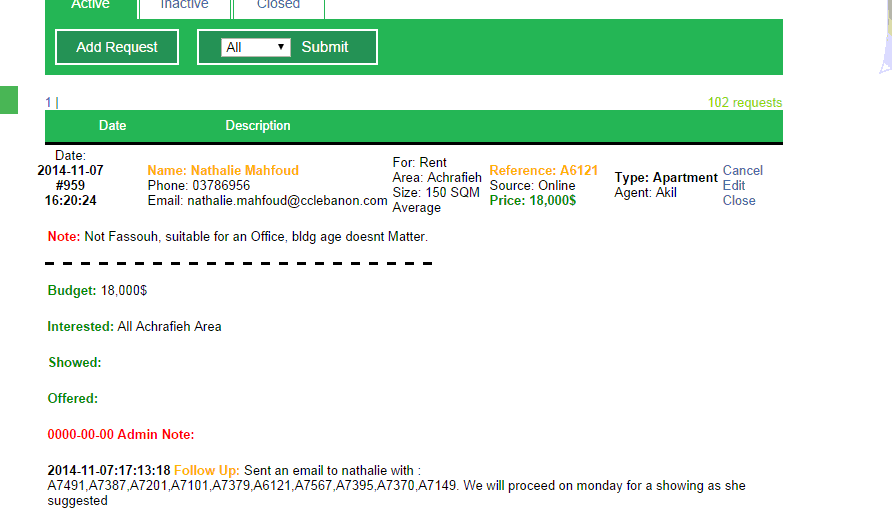 Active Inactive Closed
Add Request All Submit
1 | 102 requests
Date Description
Date:
2014-11-07
#959
16:20:24
Name: Nathalie Mahfoud
Phone: 03786956
Email: nathalie.mahfoud@cclebanon.com
For: Rent
Area: Achrafieh
Size: 150 SQM
Average
Reference: A6121
Source: Online
Price: 18,000$
Type: Apartment
Agent: Akil
Cancel
Edit
Close
Note: Not Fassouh, suitable for an Office, bldg age doesnt Matter.
Budget: 18,000$
Interested: All Achrafieh Area
Showed:
Offered:
0000-00-00 Admin Note:
2014-11-07:17:13:18 Follow Up: Sent an email to nathalie with :
A7491,A7387,A7201,A7101,A7379,A6121,A7567,A7395,A7370,A7149. We will proceed on monday for a showing as she
suggested